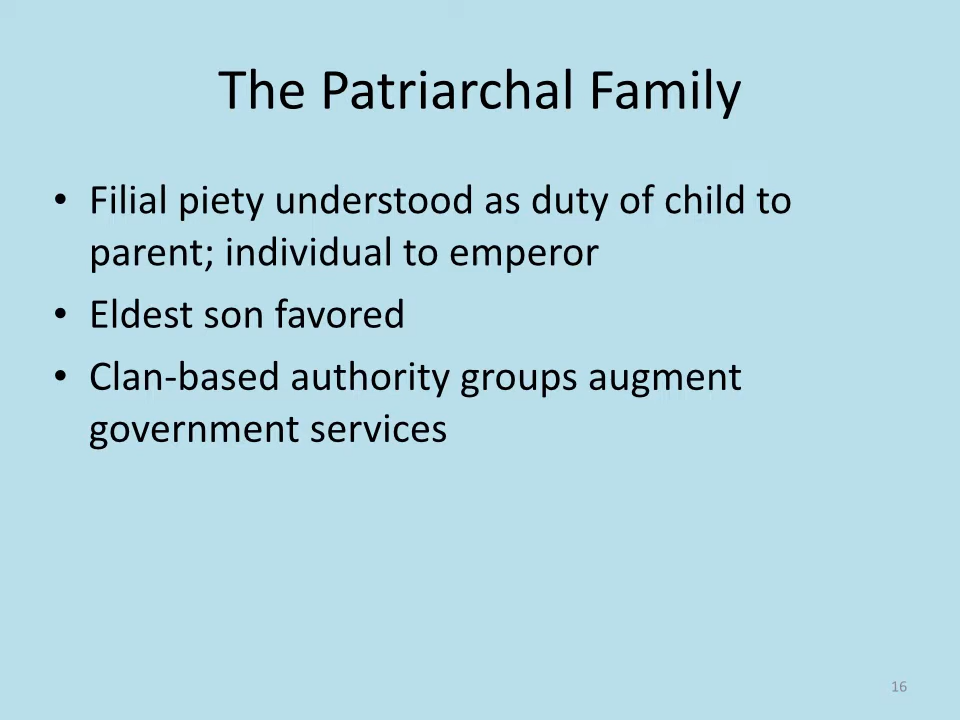 The Patriarchal Family
• Filial piety understood as duty of child to
parent; individual to emperor
• Eldest son favored
• Clan-based authority groups augment
government services
16